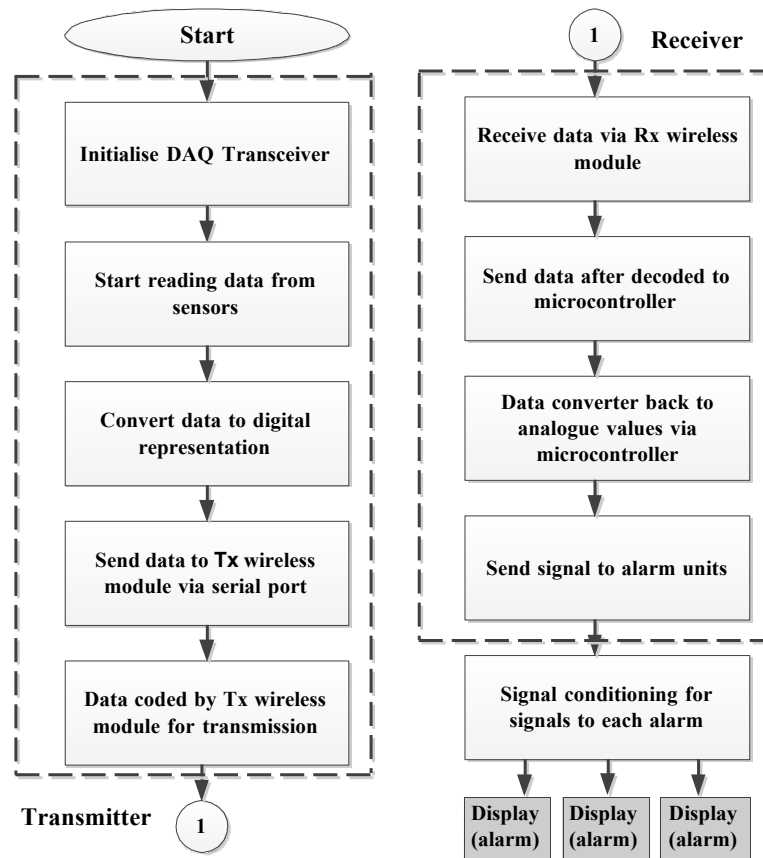 Start
Initialise DAQ Transceiver
Start reading data from
sensors
Convert data to digital
representation
Send data to Tx wireless
module via serial port
Data coded by Tx wireless
module for transmission
Transmitter
1
1
Receiver
Receive data via Rx wireless
module
Send data after decoded to
microcontroller
Data converter back to
analogue values via
microcontroller
Send signal to alarm units
Signal conditioning for
signals to each alarm
Display
(alarm)
Display
(alarm)
Display
(alarm)